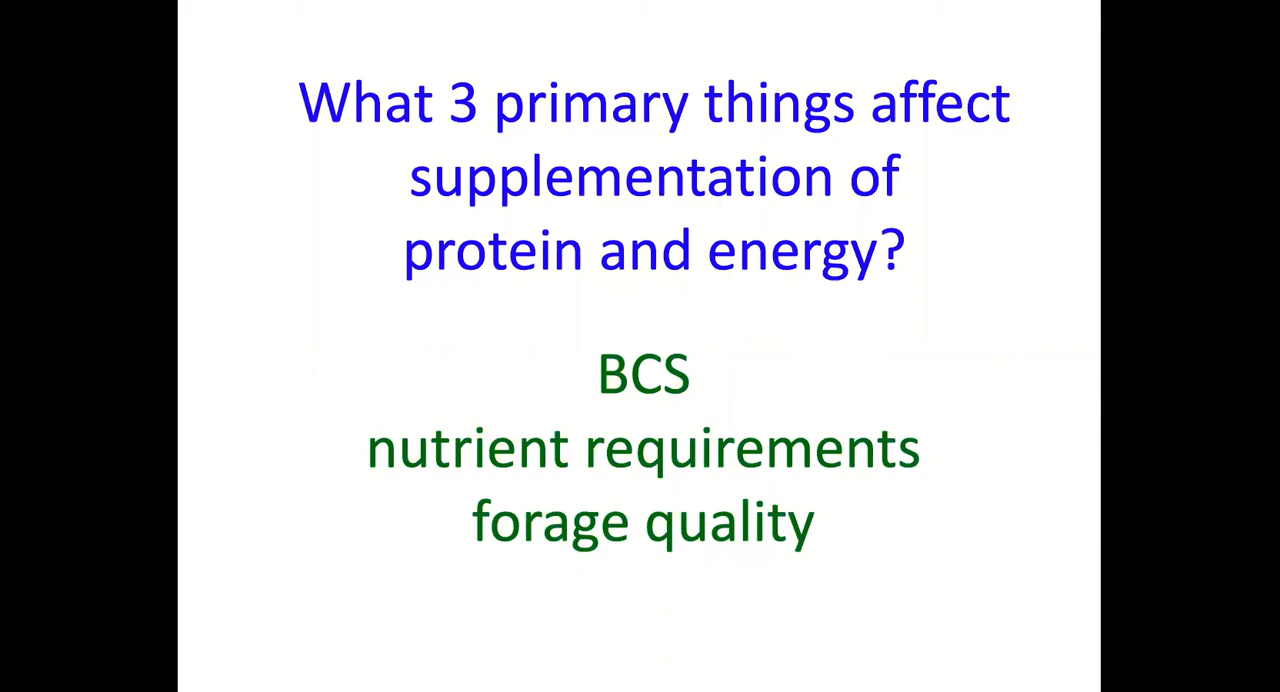 What 3 primary things affect
supplementation of
protein and energy?
BCS
nutrient requirements
forage quality